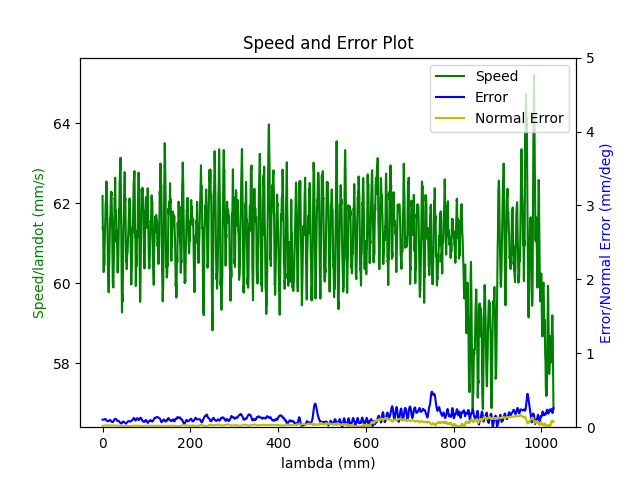 Speed and Error Plot
Speed
Error
Normal Error
Speed/lamdot (mm/s)
64
62
60
58
5
4
3
2
1
0
Error/Normal Error (mm/deg)
0
200
400
600
800
1000
lambda (mm)